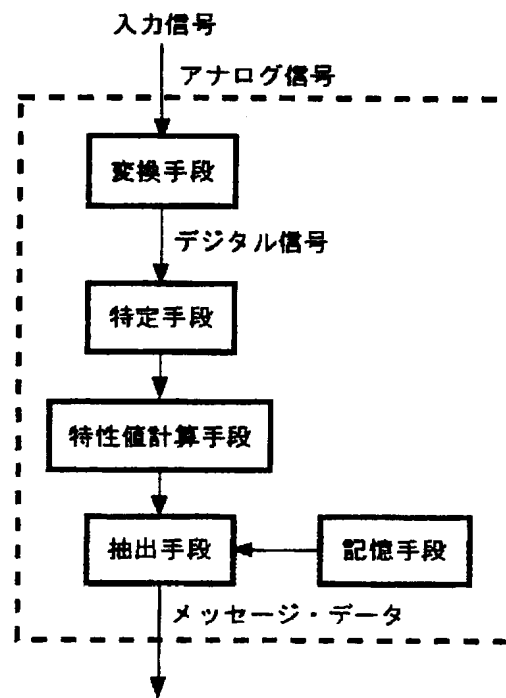 入力信号
アナログ信号
変換手段
デジタル信号
特定手段
特性値計算手段
抽出手段
記憶手段
メッセージ・データ